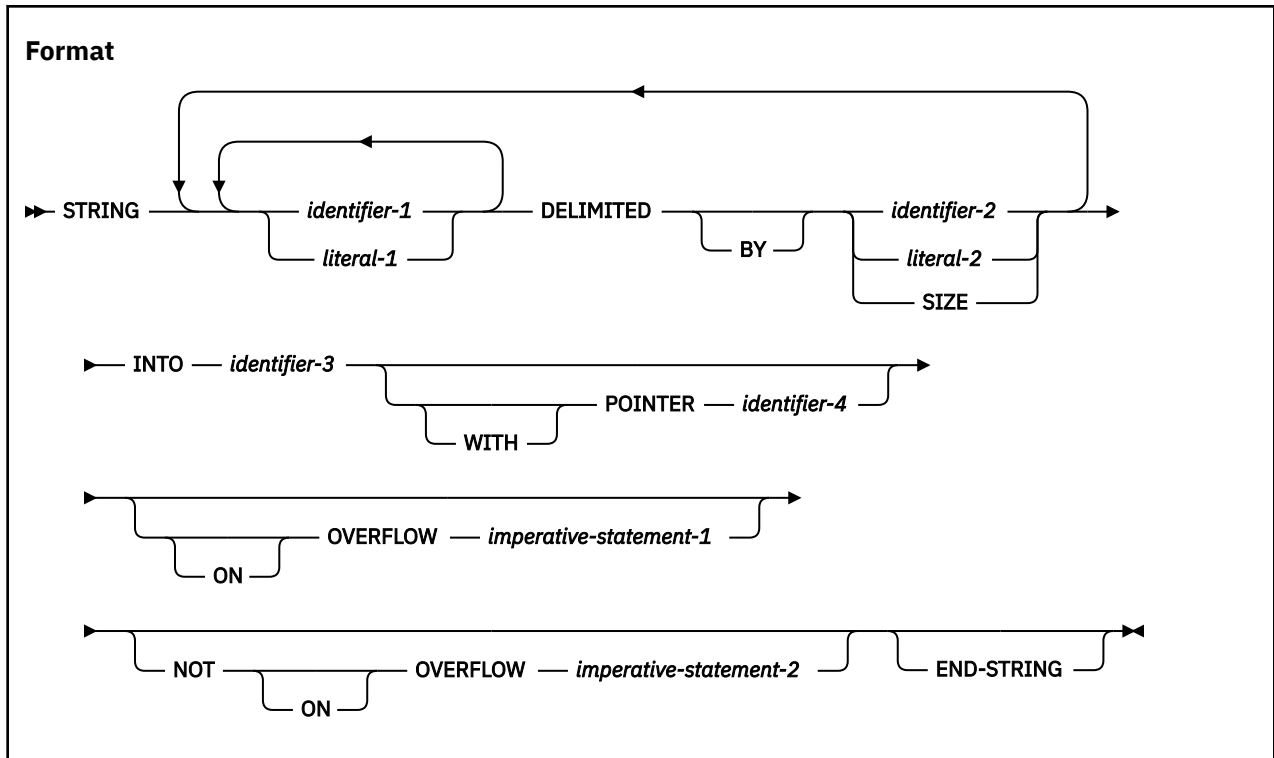 Format
STRING identifier-1 DELIMITED identifier-2
BY
literal-1 literal-2
SIZE
INTO identifier-3
POINTER identifier-4
WITH
OVERFLOW imperative-statement-1
ON
NOT OVERFLOW imperative-statement-2 END-STRING
ON